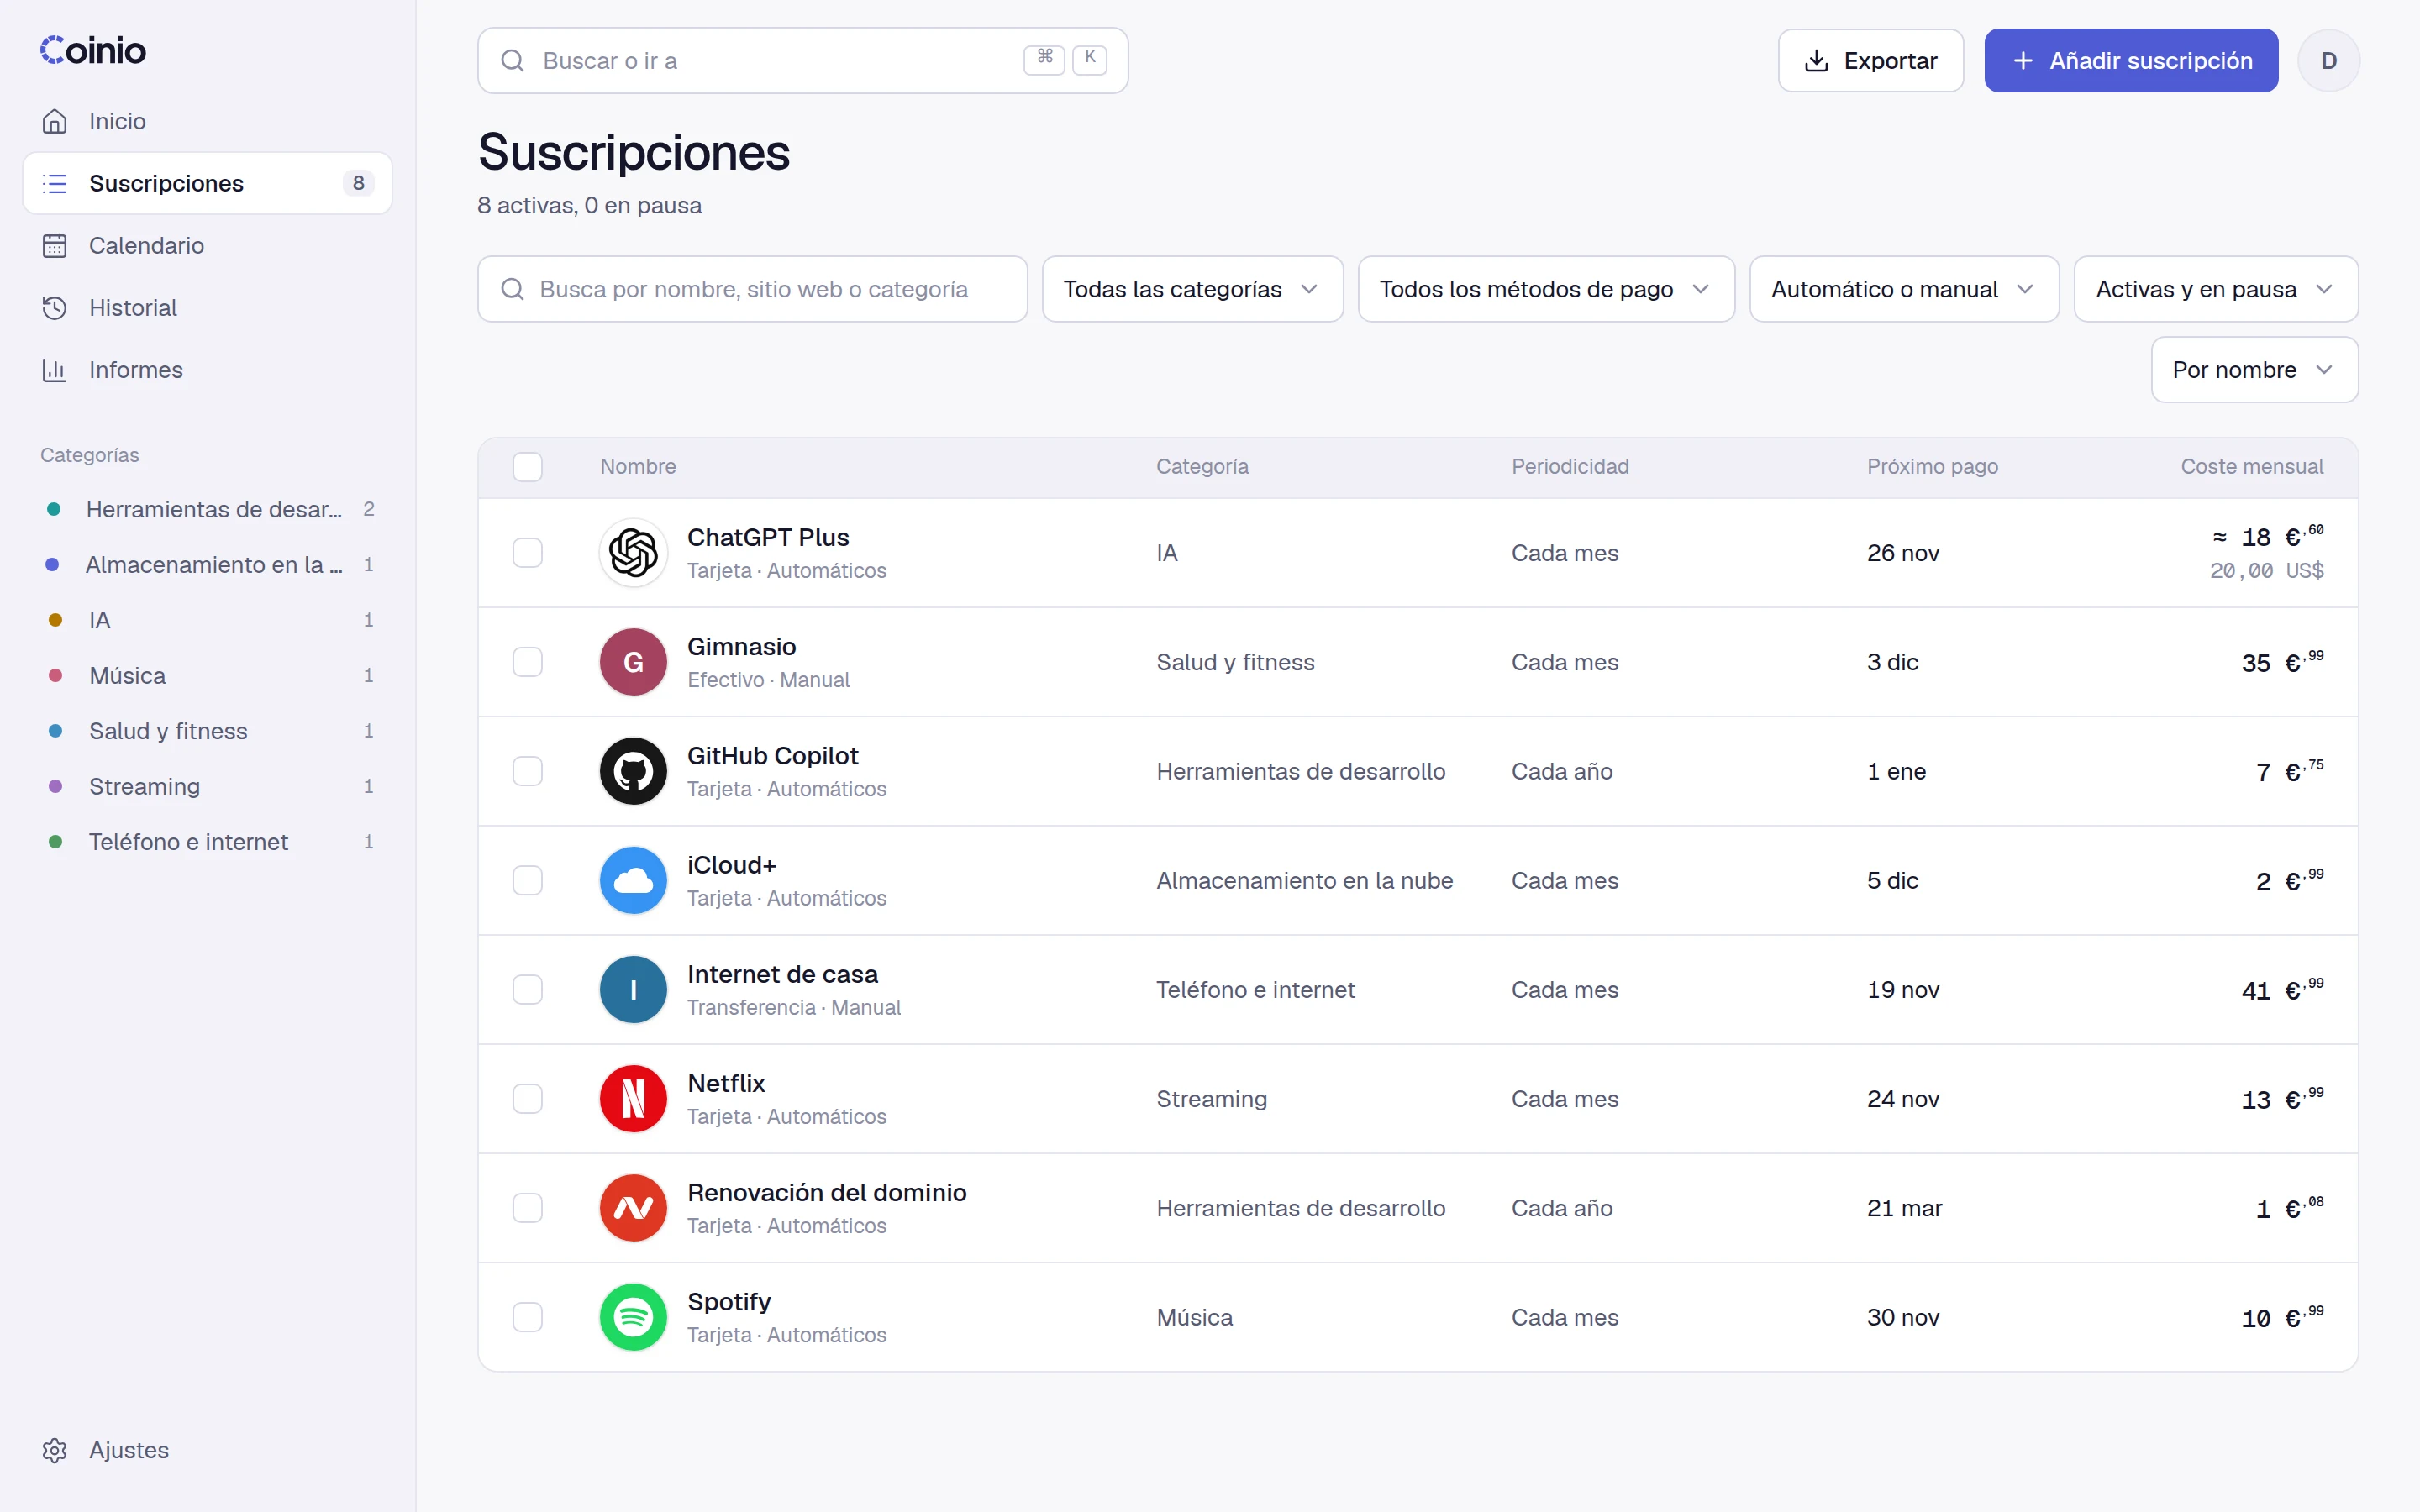 Coinio
Inicio
Suscripciones 8
Calendario
Historial
Informes
Categorías
Herramientas de desar... 2
Almacenamiento en la ... 1
IA 1
Música 1
Salud y fitness 1
Streaming 1
Teléfono e internet 1
Ajustes
Buscar o ir a ⌘ K
Exportar
Añadir suscripción
D
Suscripciones
8 activas, 0 en pausa
Busca por nombre, sitio web o categoría
Todas las categorías
Todos los métodos de pago
Automático o manual
Activas y en pausa
Por nombre
Nombre Categoría Periodicidad Próximo pago Coste mensual
ChatGPT Plus IA Cada mes 26 nov ≈ 18 €,60
Tarjeta · Automáticos 20,00 US$
G Gimnasio Salud y fitness Cada mes 3 dic 35 €,99
Efectivo · Manual
GitHub Copilot Herramientas de desarrollo Cada año 1 ene 7 €,75
Tarjeta · Automáticos
iCloud+ Almacenamiento en la nube Cada mes 5 dic 2 €,99
Tarjeta · Automáticos
I Internet de casa Teléfono e internet Cada mes 19 nov 41 €,99
Transferencia · Manual
N Netflix Streaming Cada mes 24 nov 13 €,99
Tarjeta · Automáticos
Renovación del dominio Herramientas de desarrollo Cada año 21 mar 1 €,08
Tarjeta · Automáticos
Spotify Música Cada mes 30 nov 10 €,99
Tarjeta · Automáticos